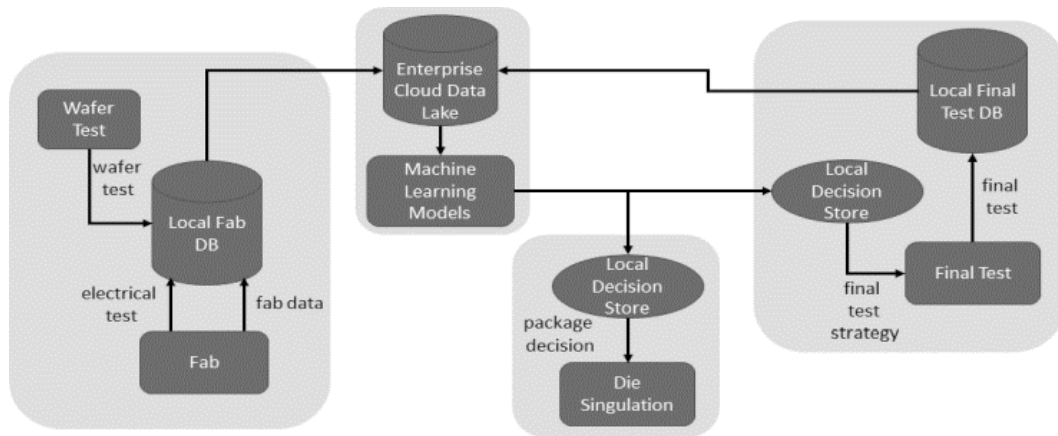 Wafer
Test
wafer
test
Local Fab
DB
electrical
test
fab data
Fab
Enterprise
Cloud Data
Lake
Machine
Learning
Models
Local
Decision
Store
package
decision
Die
Singulation
Local Final
Test DB
Local
Decision
Store
final
test
Final Test
final
test
strategy